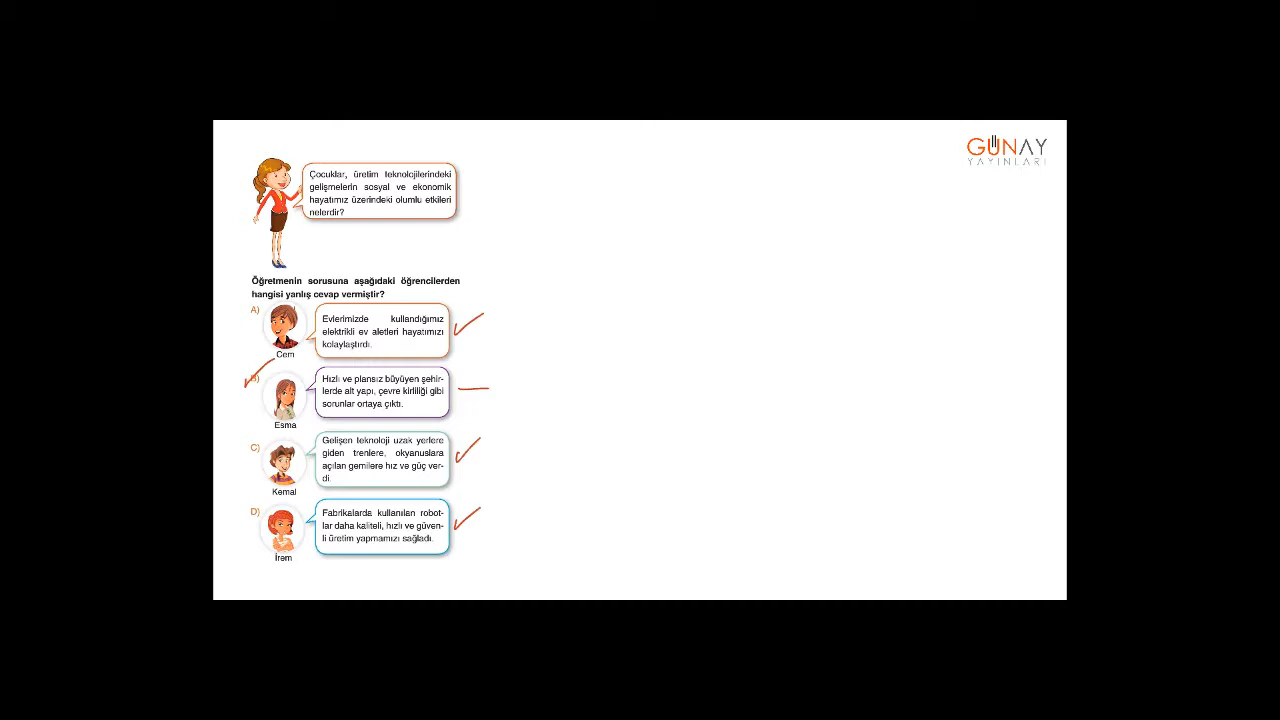 GÜNAY
YAYINLARI
Çocuklar, üretim teknolojilerindeki
gelişmelerin sosyal ve ekonomik
hayatımız üzerindeki olumlu etkileri
nelerdir?
Öğretmenin sorusuna aşağıdaki öğrencilerden
hangisi yanlış cevap vermiştir?
A)
Evlerimizde kullandığımız
elektrikli ev aletleri hayatımızı
kolaylaştırdı.
Cem
B)
Hızlı ve plansız büyüyen şehir-
lerde alt yapı, çevre kirliliği gibi
sorunlar ortaya çıktı.
Esma
C)
Gelişen teknoloji uzak yerlere
giden trenlere, okyanuslara
açılan gemilere hız ve güç ver-
di.
Kemal
D)
Fabrikalarda kullanılan robot-
lar daha kaliteli, hızlı ve güven-
li üretim yapmamızı sağladı.
İrem